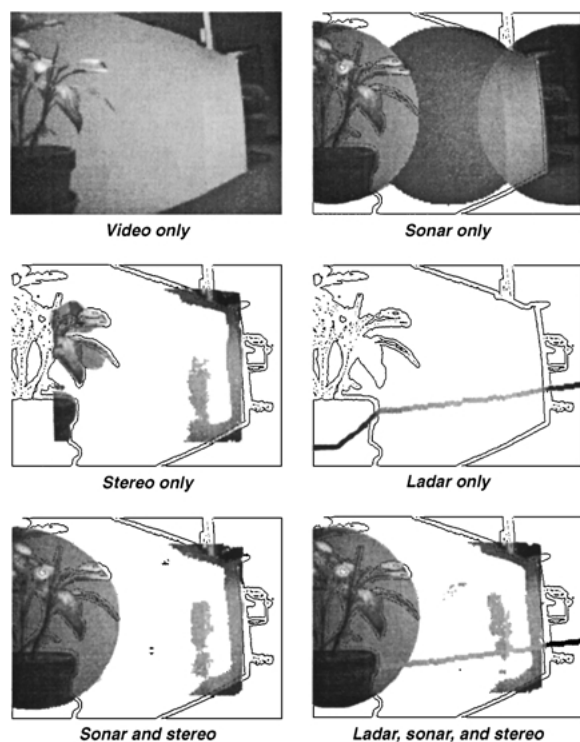 Video only
Sonar only
Stereo only
Ladar only
Sonar and stereo
Ladar, sonar, and stereo